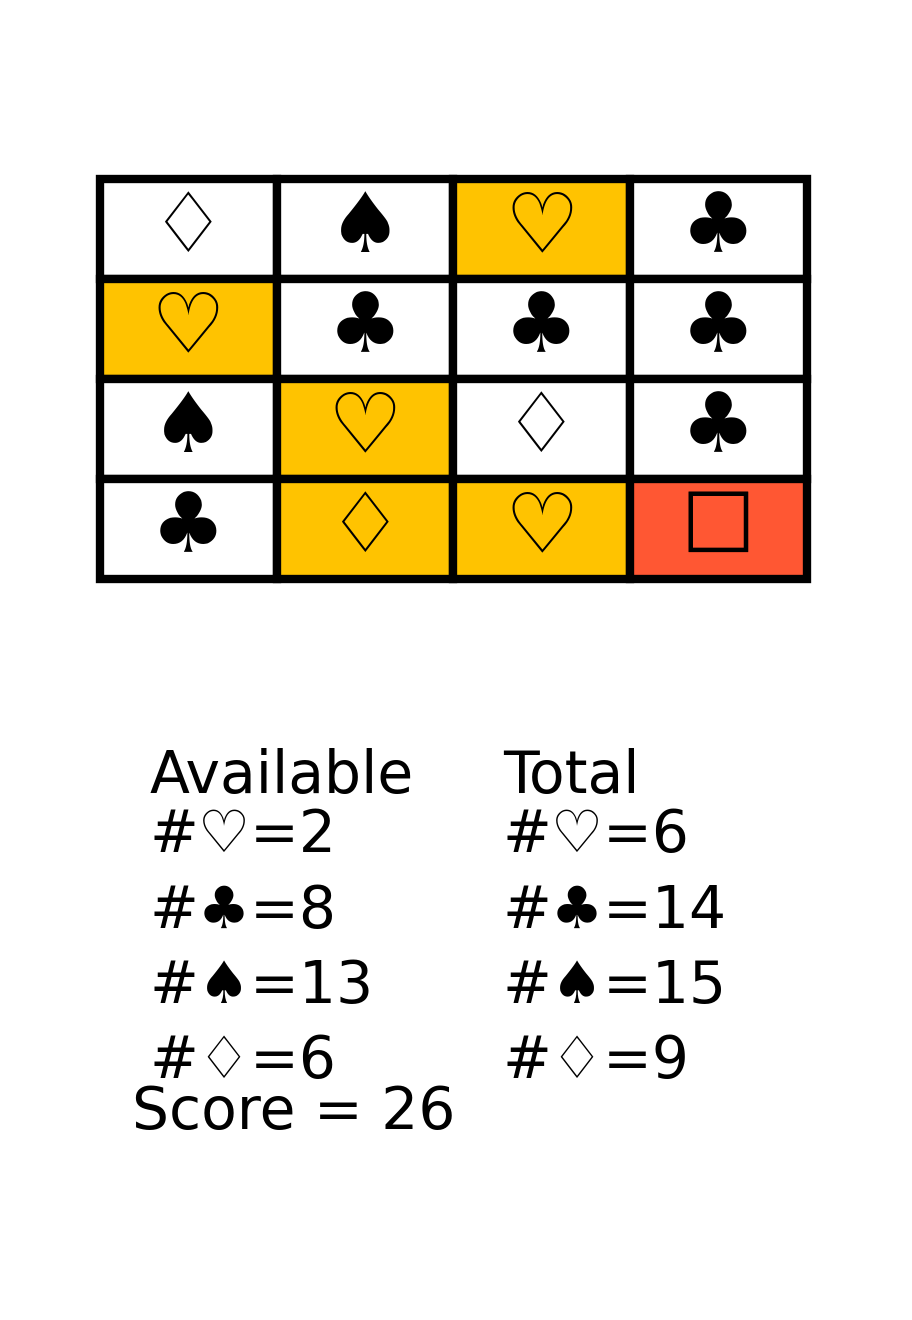 ♢ ♠ ♡ ♣
♡ ♣ ♣ ♣
♠ ♡ ♢ ♣
♣ ♢ ♡ □
Available Total
#♡=2 #♡=6
#♣=8 #♣=14
#♠=13 #♠=15
#♢=6 #♢=9
Score = 26